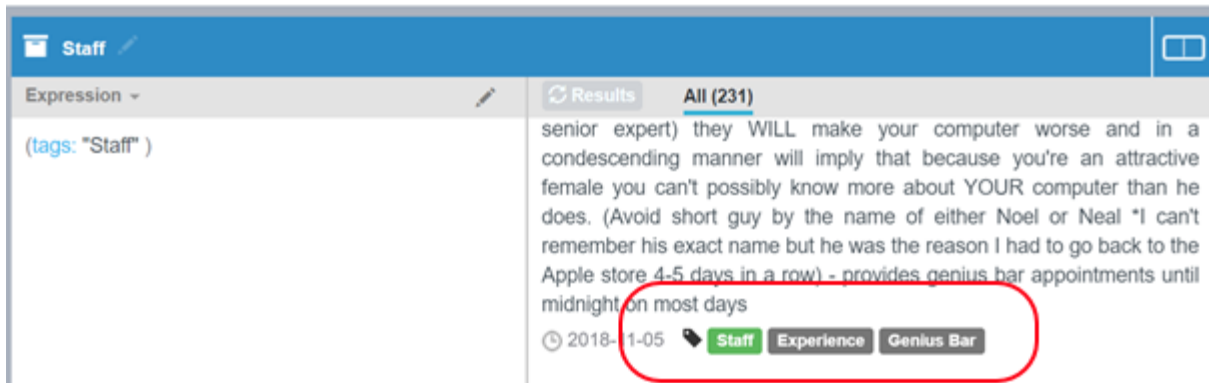 Staff
Expression
Results All (231)
(tags: "Staff" )
senior expert) they WILL make your computer worse and in a
condescending manner will imply that because you're an attractive
female you can't possibly know more about YOUR computer than he
does. (Avoid short guy by the name of either Noel or Neal *I can't
remember his exact name but he was the reason I had to go back to the
Apple store 4-5 days in a row) - provides genius bar appointments until
midnight on most days
2018-11-05 Staff Experience Genius Bar